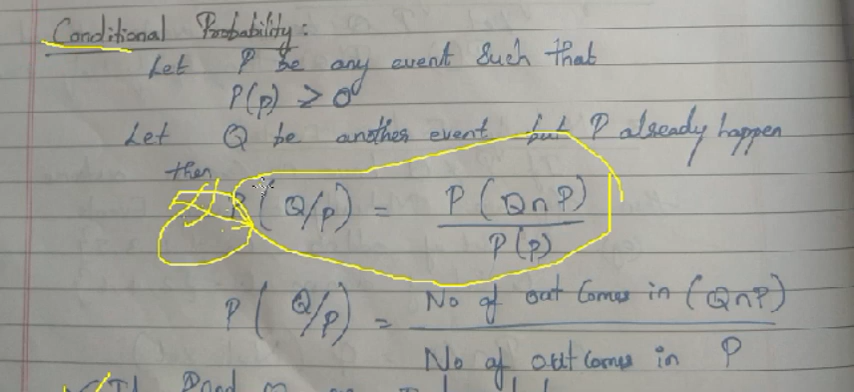 Conditional Probability:
Let P be any event such that
P(P) > 0
Let Q be another event but P already happen
then
P(Q/P) = P(Q∩P) / P(P)
P(Q/P) = No of out comes in (Q∩P) / No of out comes in P